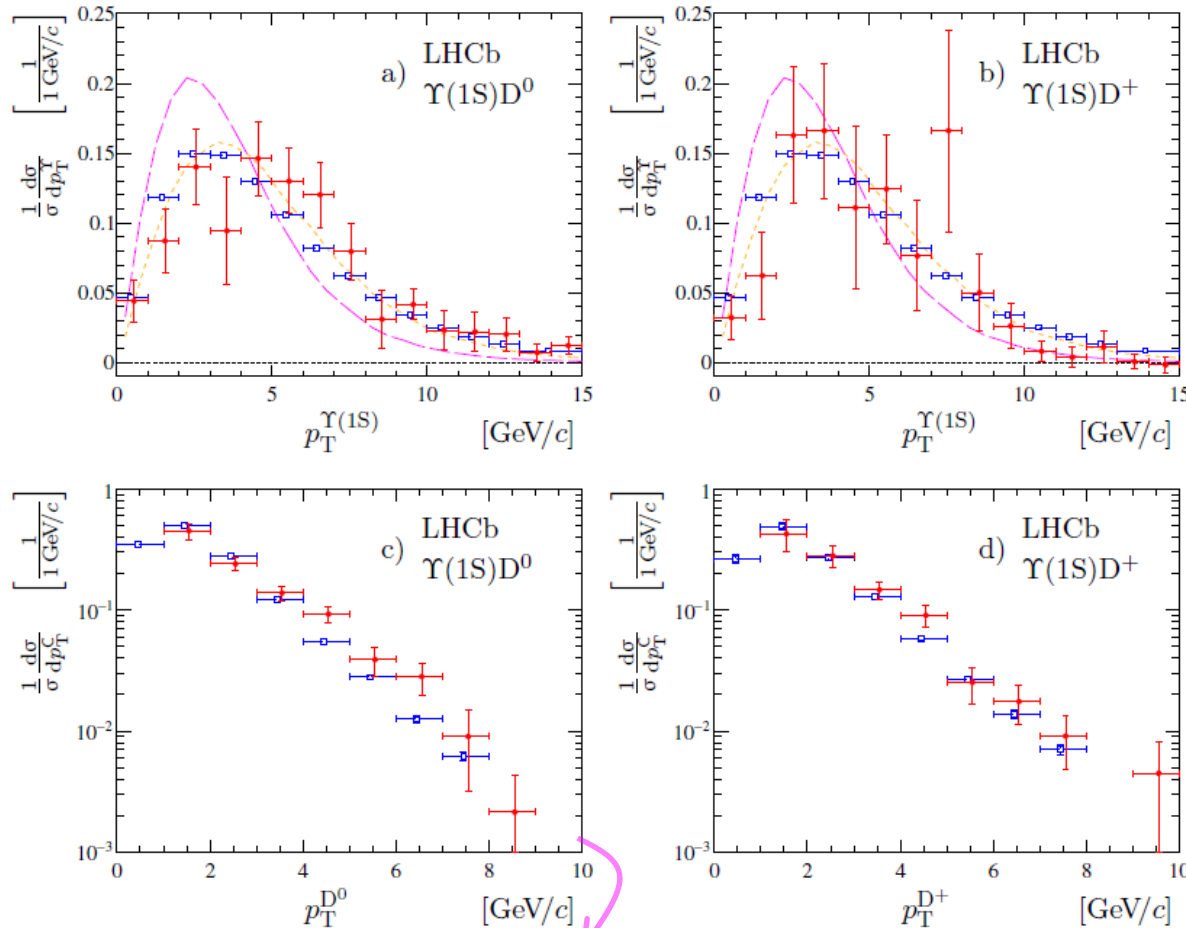 LHCb
a) ϒ(1S)D⁰
[1 / 1 GeV/c]
1/σ dσ/dp_T^ϒ
0.25
0.2
0.15
0.1
0.05
0
0 5 10 15
p_T^ϒ(1S) [GeV/c]
LHCb
b) ϒ(1S)D⁺
[1 / 1 GeV/c]
1/σ dσ/dp_T^ϒ
0.25
0.2
0.15
0.1
0.05
0
0 5 10 15
p_T^ϒ(1S) [GeV/c]
LHCb
c) ϒ(1S)D⁰
[1 / 1 GeV/c]
1/σ dσ/dp_T^C
1
10⁻¹
10⁻²
10⁻³
0 2 4 6 8 10
p_T^D⁰ [GeV/c]
LHCb
d) ϒ(1S)D⁺
[1 / 1 GeV/c]
1/σ dσ/dp_T^C
1
10⁻¹
10⁻²
10⁻³
0 2 4 6 8 10
p_T^D⁺ [GeV/c]